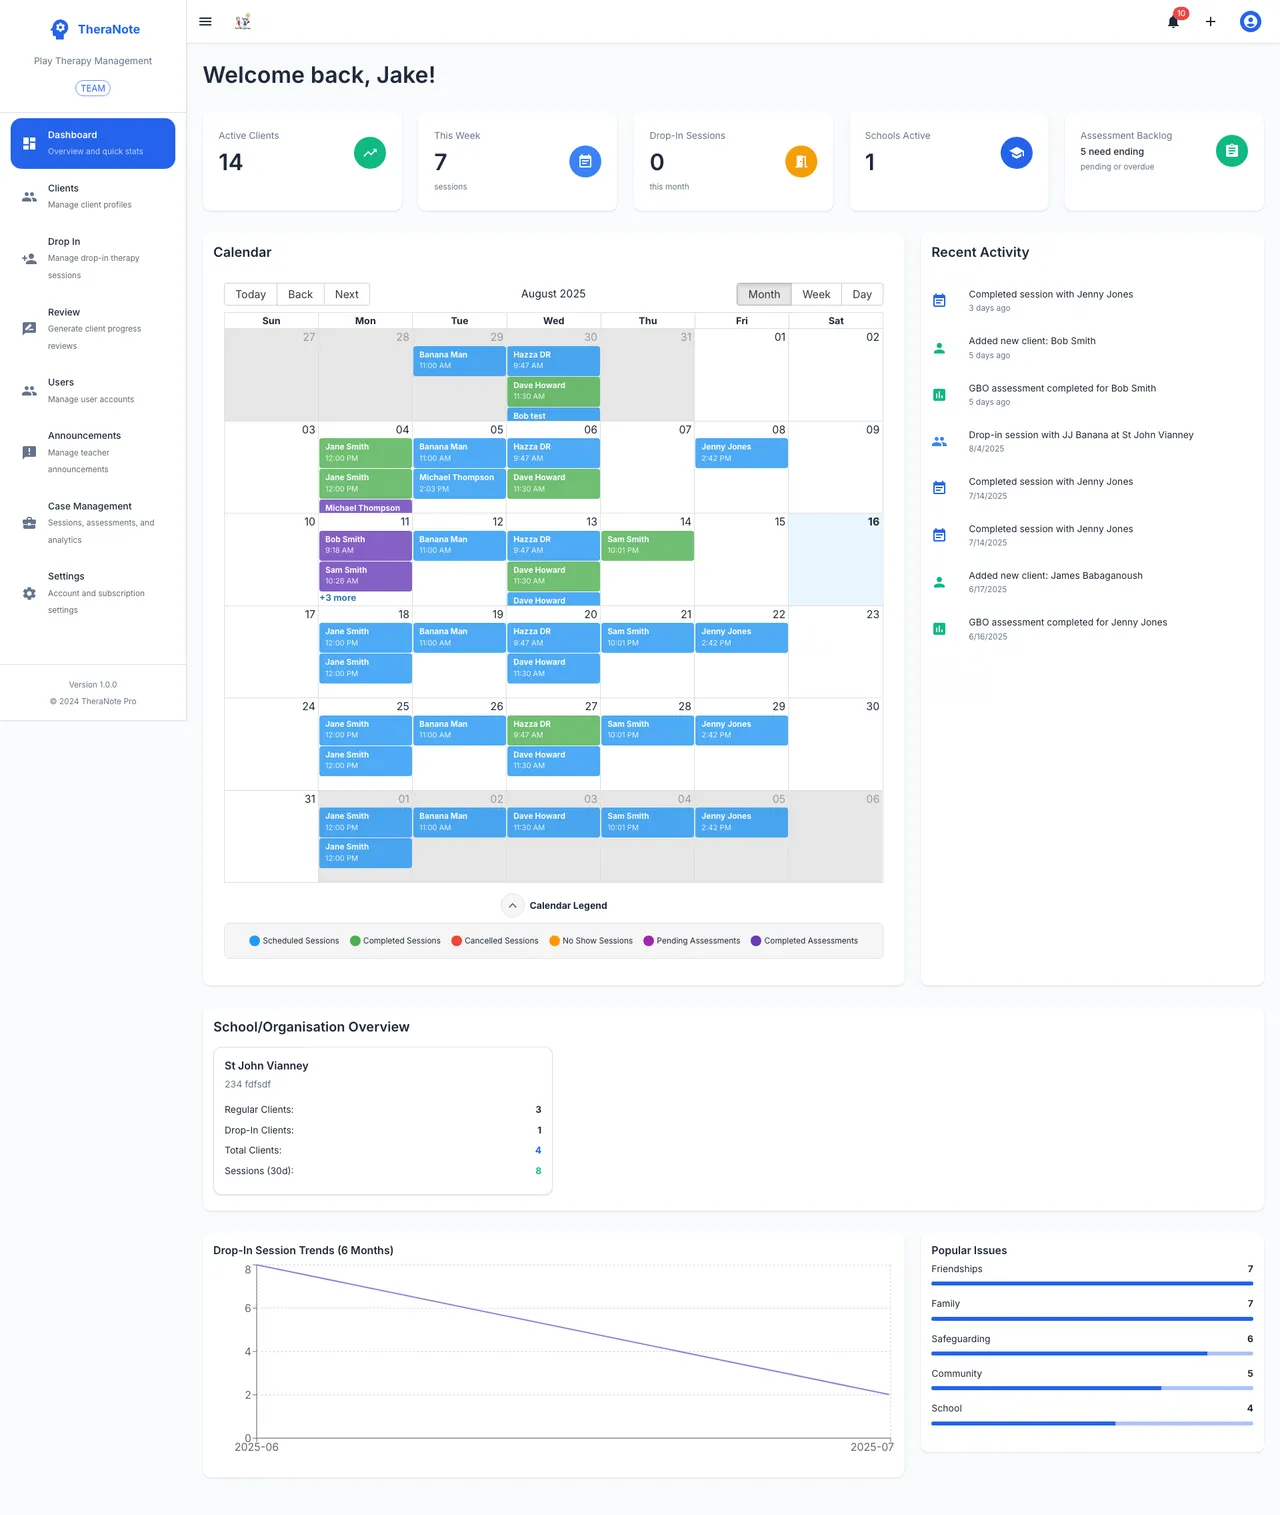 TheraNote
Play Therapy Management
TEAM
Dashboard
Overview and quick stats
Clients
Manage client profiles
Drop In
Manage drop-in therapy
sessions
Review
Generate client progress
reviews
Users
Manage user accounts
Announcements
Manage teacher
announcements
Case Management
Sessions, assessments, and
analytics
Settings
Account and subscription
settings
Version 1.0.0
© 2024 TheraNote Pro
10
Welcome back, Jake!
Active Clients
14
This Week
7
sessions
Drop-In Sessions
0
this month
Schools Active
1
Assessment Backlog
5 need ending
pending or overdue
Calendar
Today Back Next
August 2025
Month Week Day
Sun Mon Tue Wed Thu Fri Sat
27 28 29 30 31 01 02
Banana Man
11:00 AM
Hazza DR
9:47 AM
Dave Howard
11:30 AM
Bob test
03 04 05 06 07 08 09
Jane Smith
12:00 PM
Jane Smith
12:00 PM
Michael Thompson
Banana Man
11:00 AM
Michael Thompson
2:03 PM
Hazza DR
9:47 AM
Dave Howard
11:30 AM
Jenny Jones
2:42 PM
10 11 12 13 14 15 16
Bob Smith
9:18 AM
Sam Smith
10:26 AM
+3 more
Banana Man
11:00 AM
Hazza DR
9:47 AM
Dave Howard
11:30 AM
Dave Howard
Sam Smith
10:01 PM
17 18 19 20 21 22 23
Jane Smith
12:00 PM
Jane Smith
12:00 PM
Banana Man
11:00 AM
Hazza DR
9:47 AM
Dave Howard
11:30 AM
Sam Smith
10:01 PM
Jenny Jones
2:42 PM
24 25 26 27 28 29 30
Jane Smith
12:00 PM
Jane Smith
12:00 PM
Banana Man
11:00 AM
Hazza DR
9:47 AM
Dave Howard
11:30 AM
Sam Smith
10:01 PM
Jenny Jones
2:42 PM
31 01 02 03 04 05 06
Jane Smith
12:00 PM
Jane Smith
12:00 PM
Banana Man
11:00 AM
Dave Howard
11:30 AM
Sam Smith
10:01 PM
Jenny Jones
2:42 PM
Calendar Legend
Scheduled Sessions Completed Sessions Cancelled Sessions No Show Sessions Pending Assessments Completed Assessments
Recent Activity
Completed session with Jenny Jones
3 days ago
Added new client: Bob Smith
5 days ago
GBO assessment completed for Bob Smith
5 days ago
Drop-in session with JJ Banana at St John Vianney
8/4/2025
Completed session with Jenny Jones
7/14/2025
Completed session with Jenny Jones
7/14/2025
Added new client: James Babaganoush
6/17/2025
GBO assessment completed for Jenny Jones
6/16/2025
School/Organisation Overview
St John Vianney
234 fdfsdf
Regular Clients: 3
Drop-In Clients: 1
Total Clients: 4
Sessions (30d): 8
Drop-In Session Trends (6 Months)
8
6
4
2
0
2025-06 2025-07
Popular Issues
Friendships 7
Family 7
Safeguarding 6
Community 5
School 4